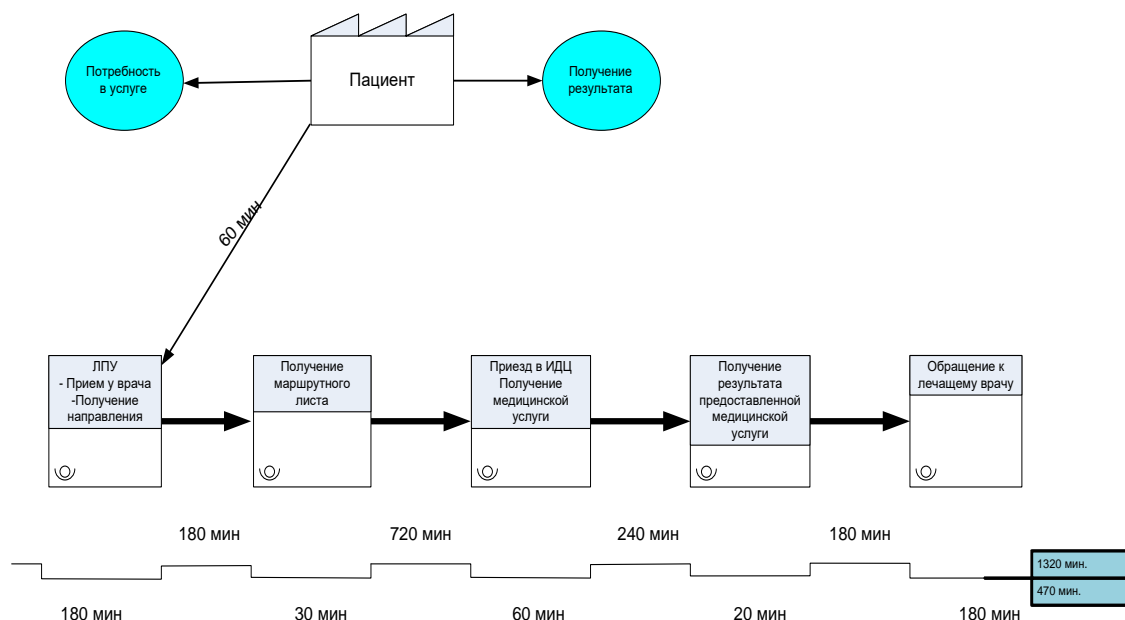 Потребность
в услуге
Пациент
Получение
результата
60 мин
ЛПУ
- Прием у врача
-Получение
направления
Получение
маршрутного
листа
Приезд в ИДЦ
Получение
медицинской
услуги
Получение
результата
предоставленной
медицинской
услуги
Обращение к
лечащему врачу
180 мин
720 мин
240 мин
180 мин
1320 мин.
470 мин.
180 мин
30 мин
60 мин
20 мин
180 мин